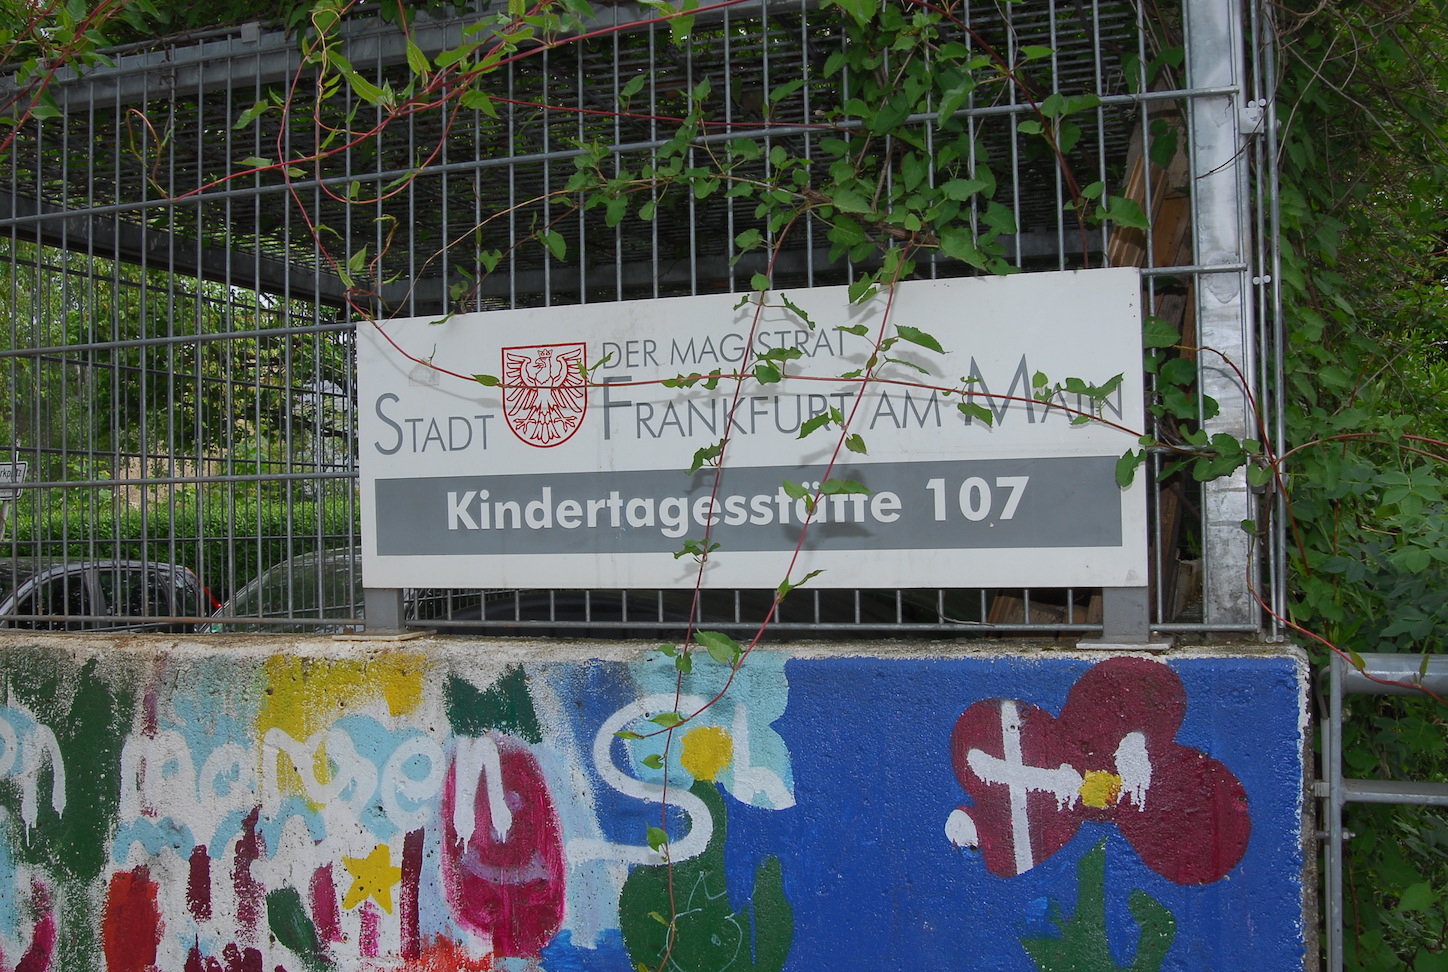 DER MAGISTRAT
STADT FRANKFURT AM MAIN
Kindertagesstätte 107